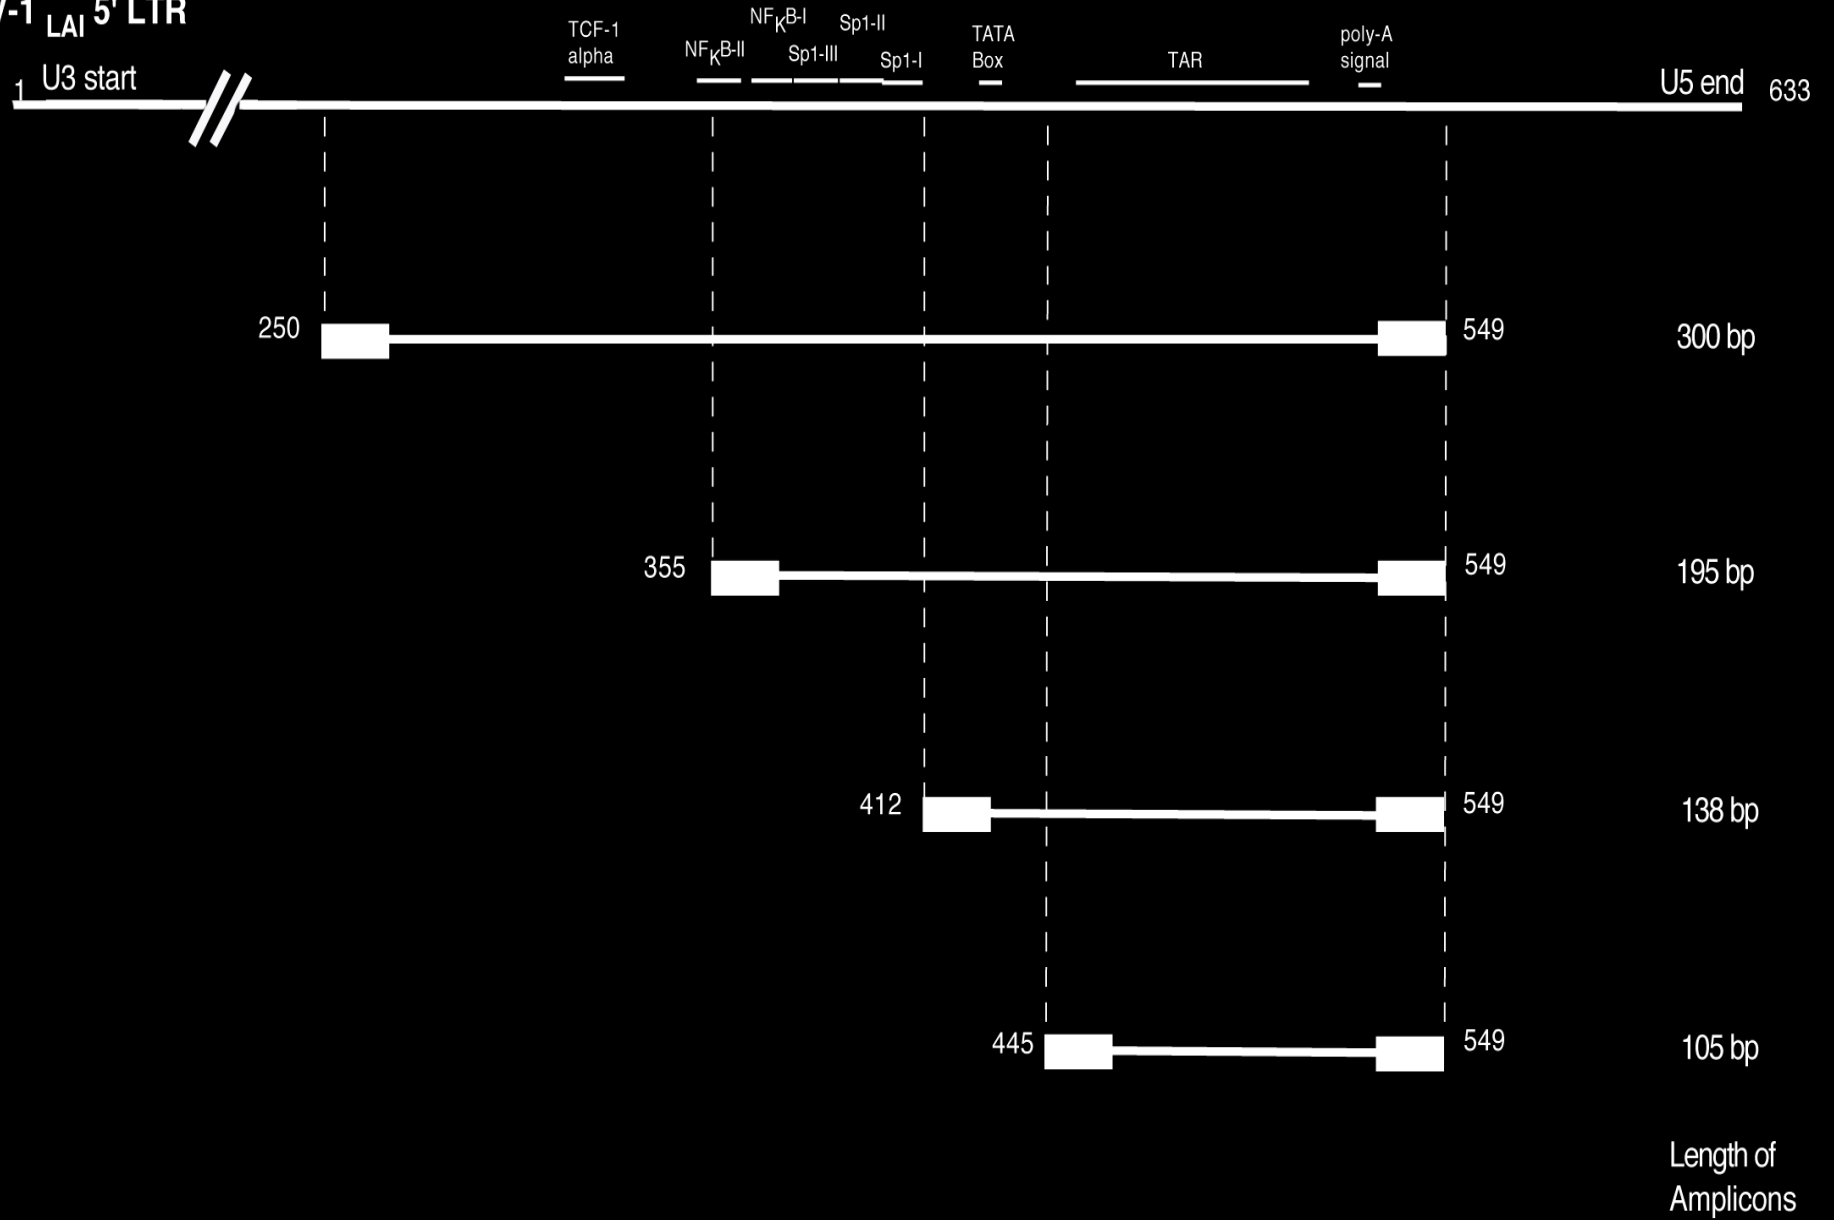 /-1 LAI 5' LTR
1 U3 start
TCF-1
alpha
NFKB-II
NFKB-I
Sp1-III
Sp1-II
Sp1-I
TATA
Box
TAR
poly-A
signal
U5 end 633
250 549 300 bp
355 549 195 bp
412 549 138 bp
445 549 105 bp
Length of
Amplicons